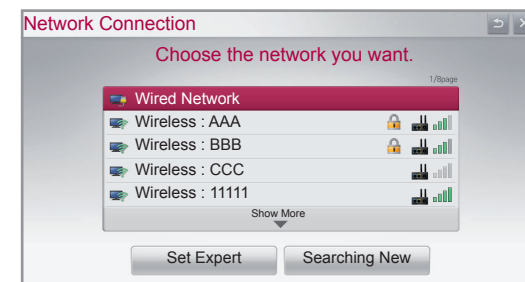 Network Connection
Choose the network you want.
1/8page
Wired Network
Wireless : AAA
Wireless : BBB
Wireless : CCC
Wireless : 11111
Show More
Set Expert
Searching New